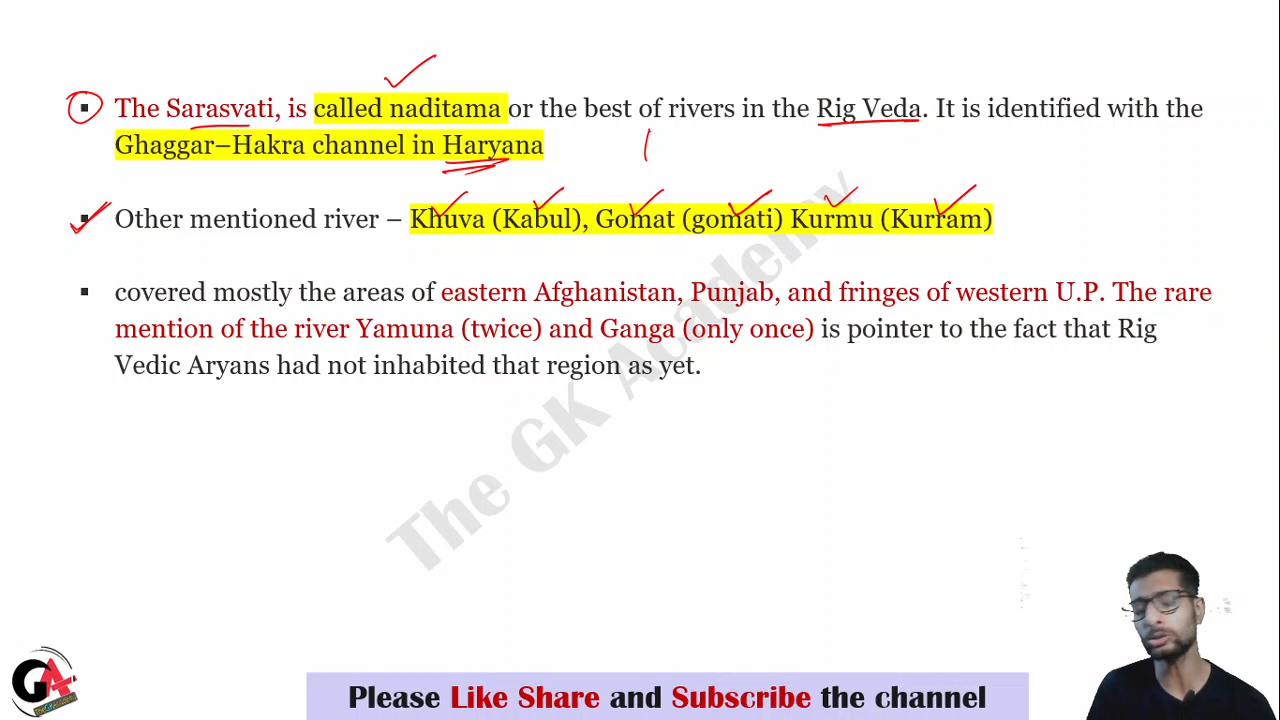 ▪ The Sarasvati, is called naditama or the best of rivers in the Rig Veda. It is identified with the
Ghaggar–Hakra channel in Haryana
▪ Other mentioned river – Khuva (Kabul), Gomat (gomati) Kurmu (Kurram)
▪ covered mostly the areas of eastern Afghanistan, Punjab, and fringes of western U.P. The rare
mention of the river Yamuna (twice) and Ganga (only once) is pointer to the fact that Rig
Vedic Aryans had not inhabited that region as yet.
The GK Academy
GA
Please Like Share and Subscribe the channel